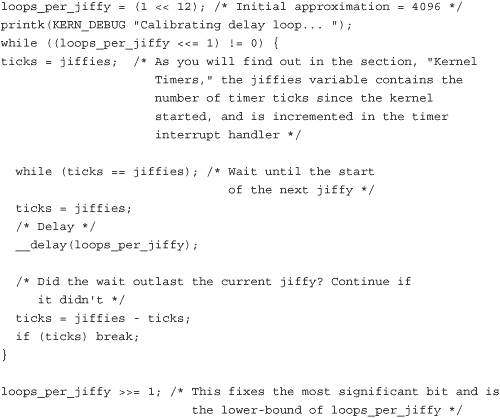 loops_per_jiffy = (1 << 12); /* Initial approximation = 4096 */
printk(KERN_DEBUG "Calibrating delay loop... ");
while ((loops_per_jiffy <<= 1) != 0) {
ticks = jiffies;  /* As you will find out in the section, "Kernel
                     Timers," the jiffies variable contains the
                     number of timer ticks since the kernel
                     started, and is incremented in the timer
                     interrupt handler */

  while (ticks == jiffies); /* Wait until the start
                               of the next jiffy */
  ticks = jiffies;
  /* Delay */
  __delay(loops_per_jiffy);

  /* Did the wait outlast the current jiffy? Continue if
     it didn't */
  ticks = jiffies - ticks;
  if (ticks) break;
}

loops_per_jiffy >>= 1; /* This fixes the most significant bit and is
                          the lower-bound of loops_per_jiffy */